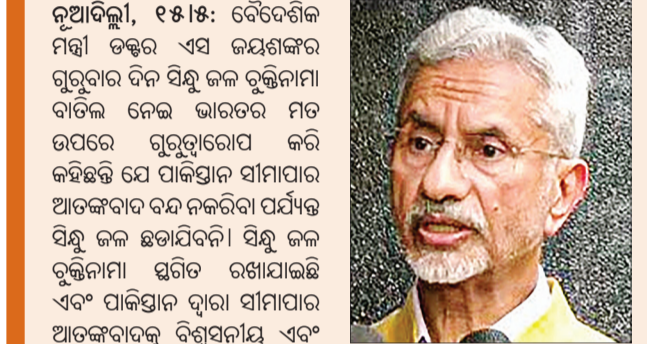 ନୂଆଦିଲ୍ଲୀ, ୧୫।୫: ବୈଦେଶିକ
ମନ୍ତ୍ରୀ ଡକ୍ଟର ଏସ ଜୟଶଙ୍କର
ଗୁରୁବାର ଦିନ ସିନ୍ଧୁ ଜଳ ଚୁକ୍ତିନାମା
ବାତିଲ ନେଇ ଭାରତର ମତ
ଉପରେ ଗୁରୁତ୍ୱାରୋପ କରି
କହିଛନ୍ତି ଯେ ପାକିସ୍ତାନ ସୀମାପାର
ଆତଙ୍କବାଦ ବନ୍ଦ ନକରିବା ପର୍ଯ୍ୟନ୍ତ
ସିନ୍ଧୁ ଜଳ ଛଡାଯିବନି। ସିନ୍ଧୁ ଜଳ
ଚୁକ୍ତିନାମା ସ୍ଥଗିତ ରଖାଯାଇଛି
ଏବଂ ପାକିସ୍ତାନ ଦ୍ୱାରା ସୀମାପାର
ଆତଙ୍କବାଦକୁ ବିଶ୍ୱସନୀୟ ଏବଂ